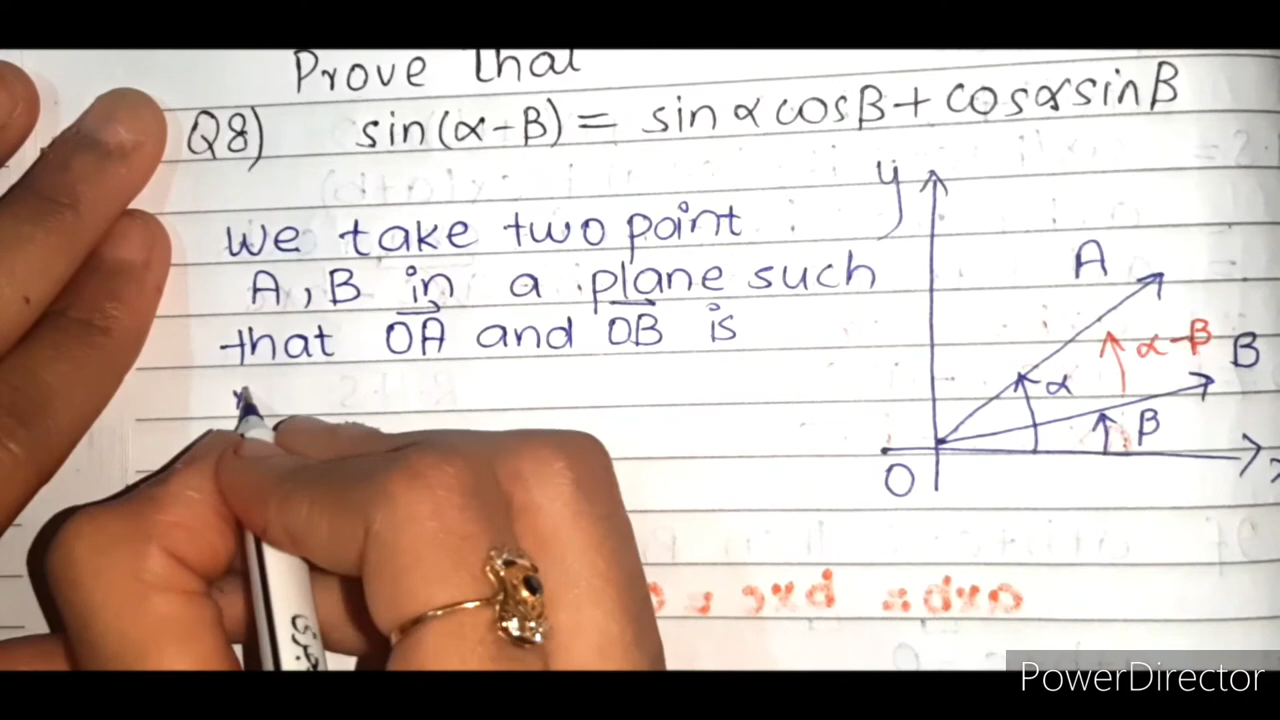 Prove that
Q8) sin(α-β) = sin α cosβ + cosα sinβ
We take two point
A, B in a plane such
that OA and OB is
y
A
α-β
B
α
β
O
PowerDirector